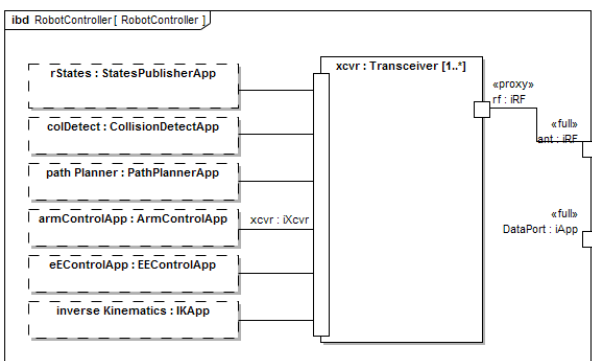 ibd RobotController [ RobotController ]
rStates : StatesPublisherApp
colDetect : CollisionDetectApp
path Planner : PathPlannerApp
armControlApp : ArmControlApp
eEControlApp : EEControlApp
inverse Kinematics : IKApp
xcvr : iXcvr
xcvr : Transceiver [1..*]
«proxy»
rf : iRF
«full»
ant : iRF
«full»
DataPort : iApp